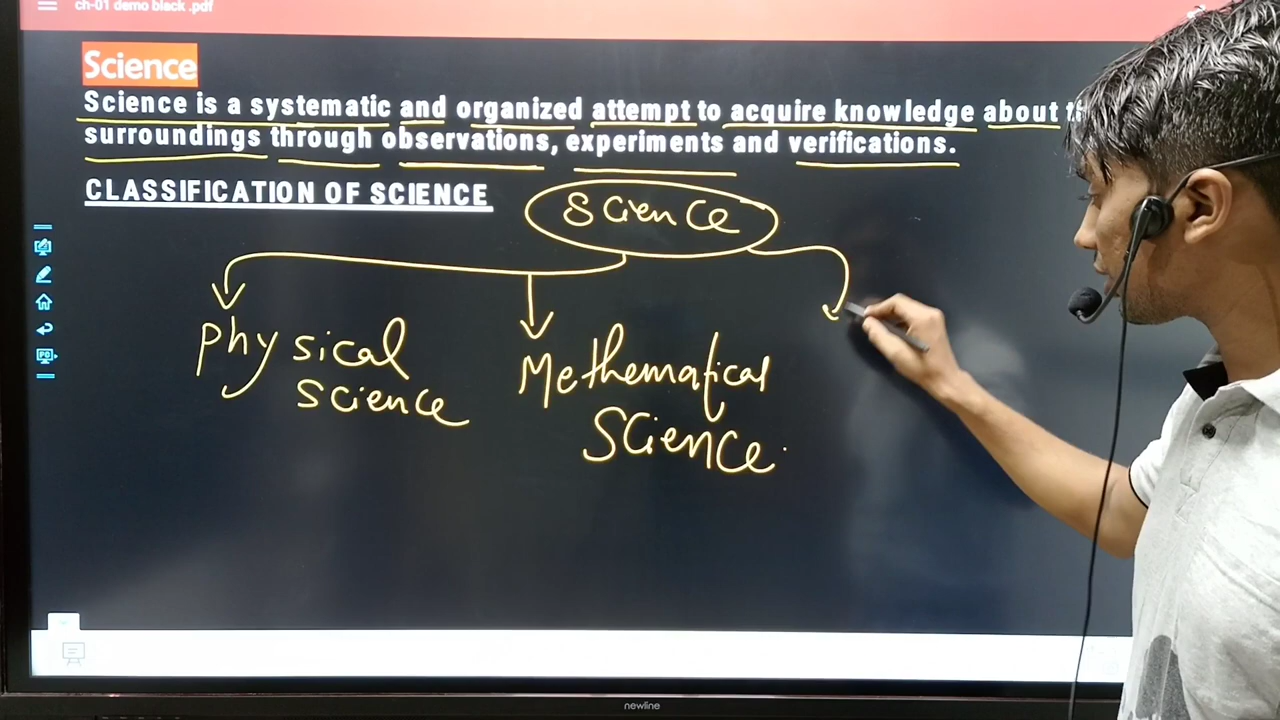 ch-01 demo black .pdf
Science
Science is a systematic and organized attempt to acquire knowledge about
surroundings through observations, experiments and verifications.
CLASSIFICATION OF SCIENCE
Science
Physical
Science
Methematical
Science.
newline